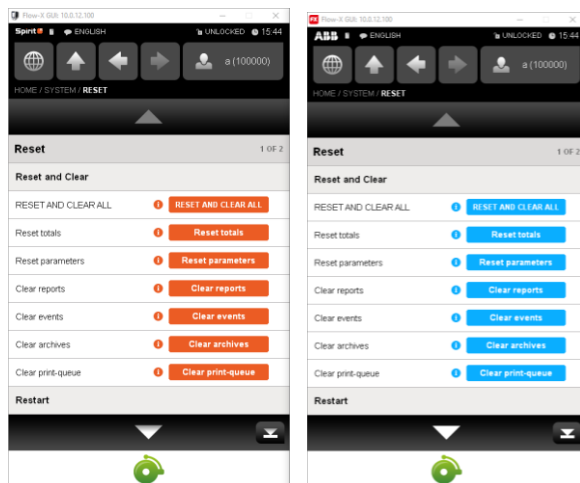 Flow-X GUI: 10.0.12.100
Spirit ENGLISH UNLOCKED 15:44
a (100000)
HOME / SYSTEM / RESET
Reset 1 OF 2
Reset and Clear
RESET AND CLEAR ALL RESET AND CLEAR ALL
Reset totals Reset totals
Reset parameters Reset parameters
Clear reports Clear reports
Clear events Clear events
Clear archives Clear archives
Clear print-queue Clear print-queue
Restart
FX Flow-X GUI: 10.0.12.100
ABB ENGLISH UNLOCKED 15:44
a (100000)
HOME / SYSTEM / RESET
Reset 1 OF 2
Reset and Clear
RESET AND CLEAR ALL RESET AND CLEAR ALL
Reset totals Reset totals
Reset parameters Reset parameters
Clear reports Clear reports
Clear events Clear events
Clear archives Clear archives
Clear print-queue Clear print-queue
Restart